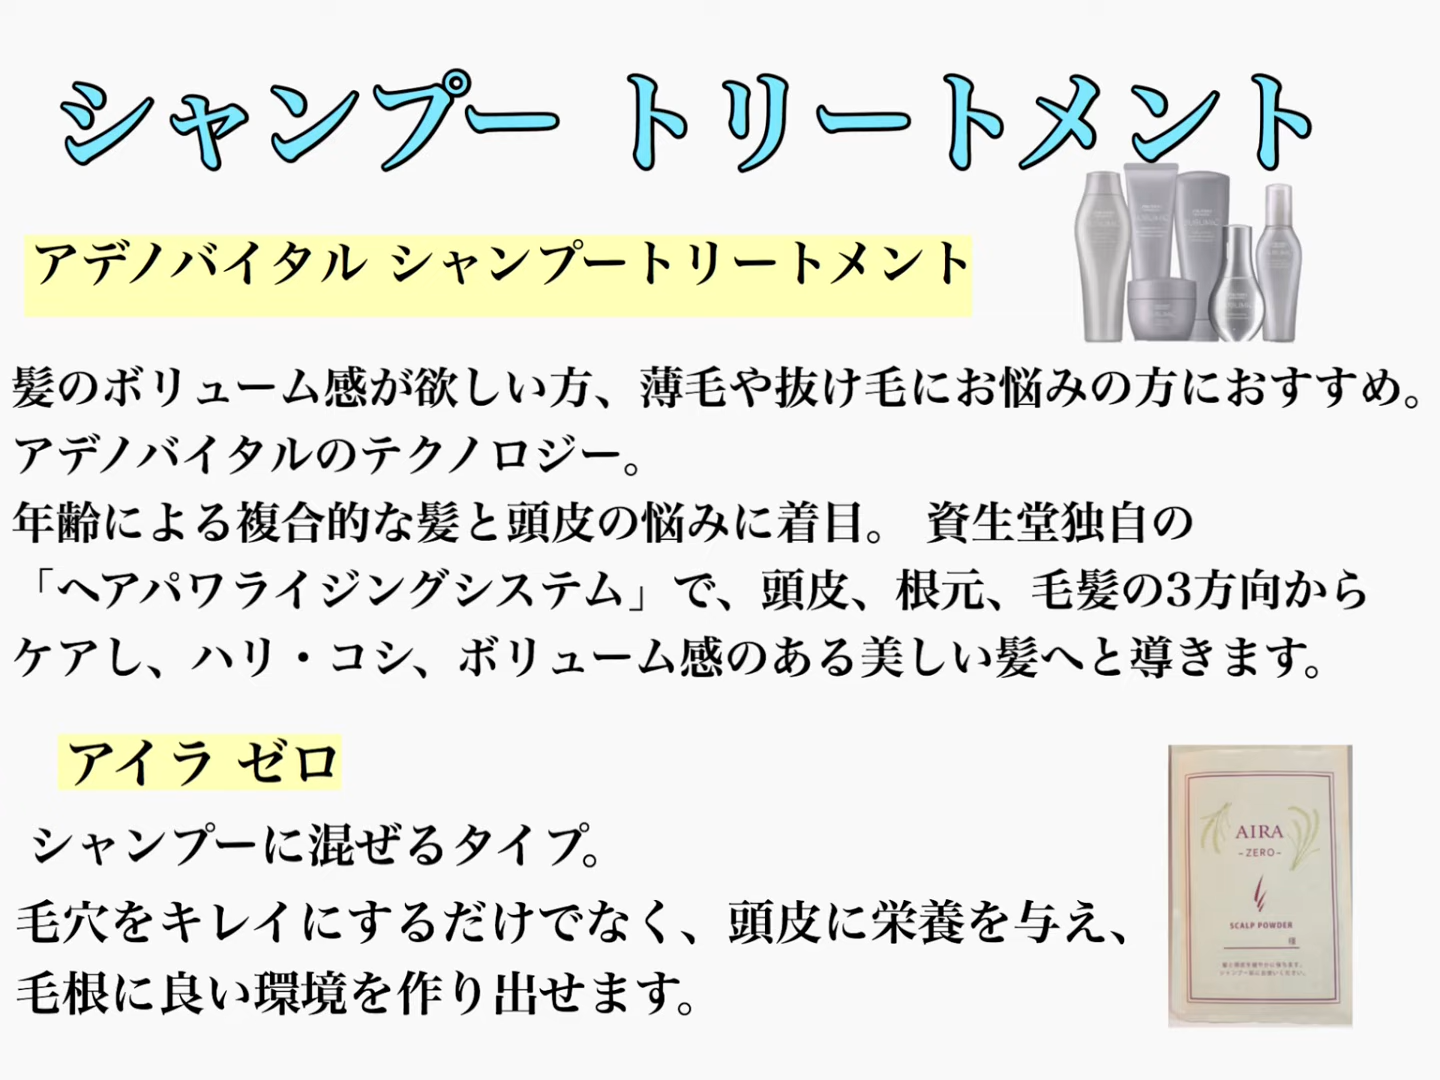 シャンプー トリートメント
アデノバイタル シャンプートリートメント
髪のボリューム感が欲しい方、薄毛や抜け毛にお悩みの方におすすめ。
アデノバイタルのテクノロジー。
年齢による複合的な髪と頭皮の悩みに着目。 資生堂独自の
「ヘアパワライジングシステム」で、頭皮、根元、毛髪の3方向から
ケアし、ハリ・コシ、ボリューム感のある美しい髪へと導きます。
アイラ ゼロ
シャンプーに混ぜるタイプ。
毛穴をキレイにするだけでなく、頭皮に栄養を与え、
毛根に良い環境を作り出せます。
AIRA
-ZERO-
SCALP POWDER
様